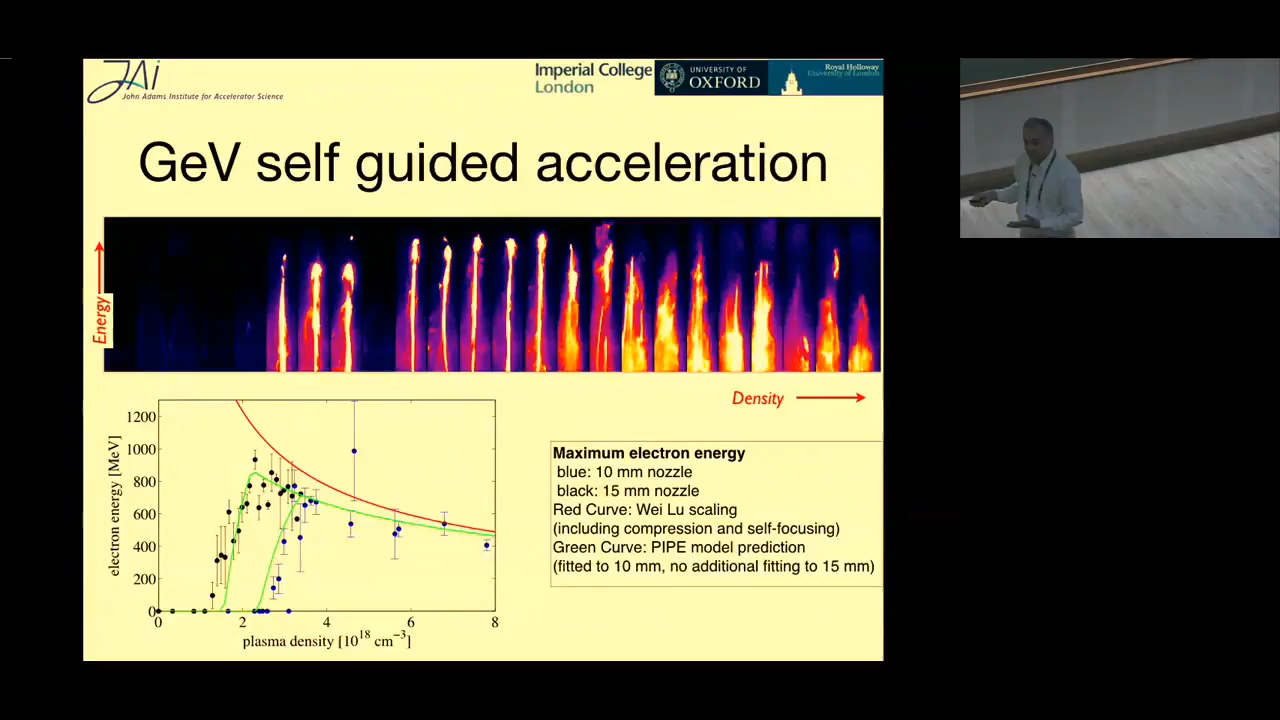 JAi
John Adams Institute for Accelerator Science
Imperial College
London
UNIVERSITY OF
OXFORD
Royal Holloway
University of London
GeV self guided acceleration
Energy
Density
electron energy [MeV]
1200
1000
800
600
400
200
0
0 2 4 6 8
plasma density [10¹⁸ cm⁻³]
Maximum electron energy
blue: 10 mm nozzle
black: 15 mm nozzle
Red Curve: Wei Lu scaling
(including compression and self-focusing)
Green Curve: PIPE model prediction
(fitted to 10 mm, no additional fitting to 15 mm)